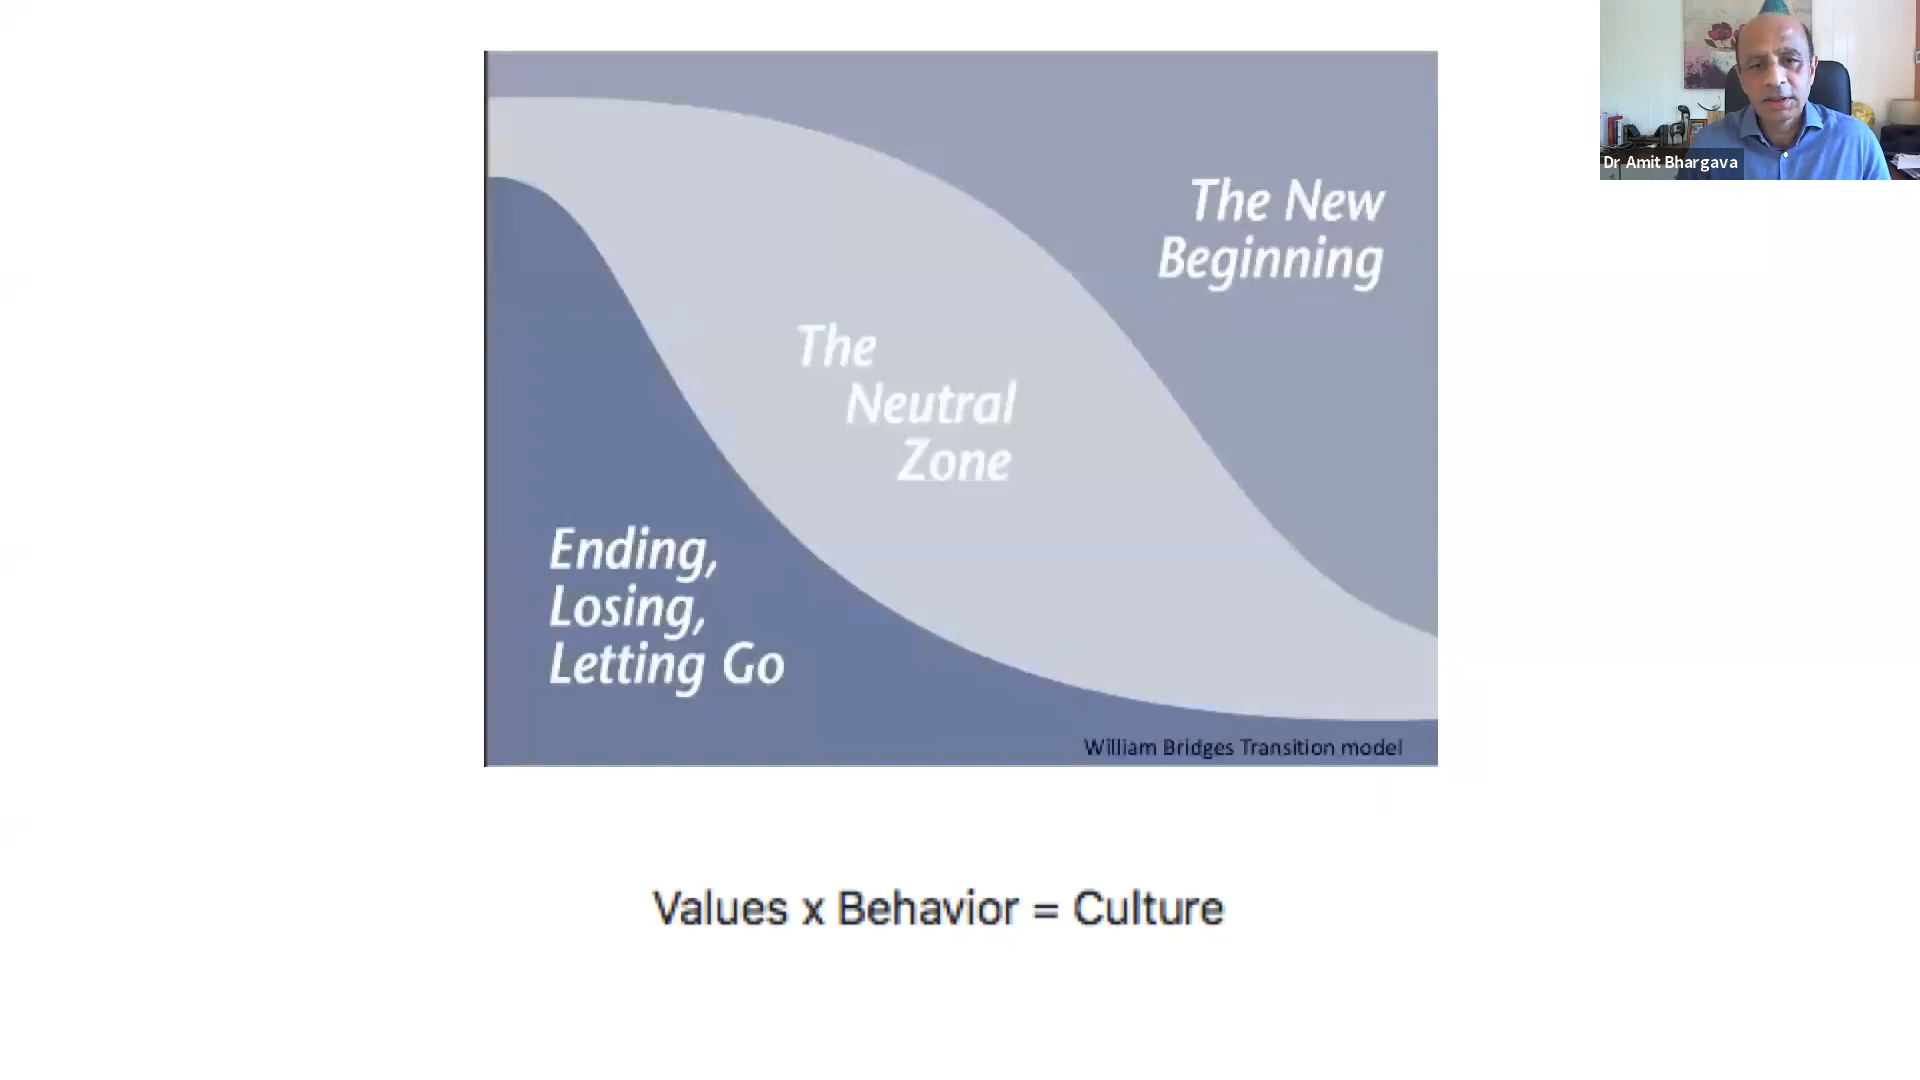 Dr Amit Bhargava
The New
Beginning
The
Neutral
Zone
Ending,
Losing,
Letting Go
William Bridges Transition model
Values x Behavior = Culture